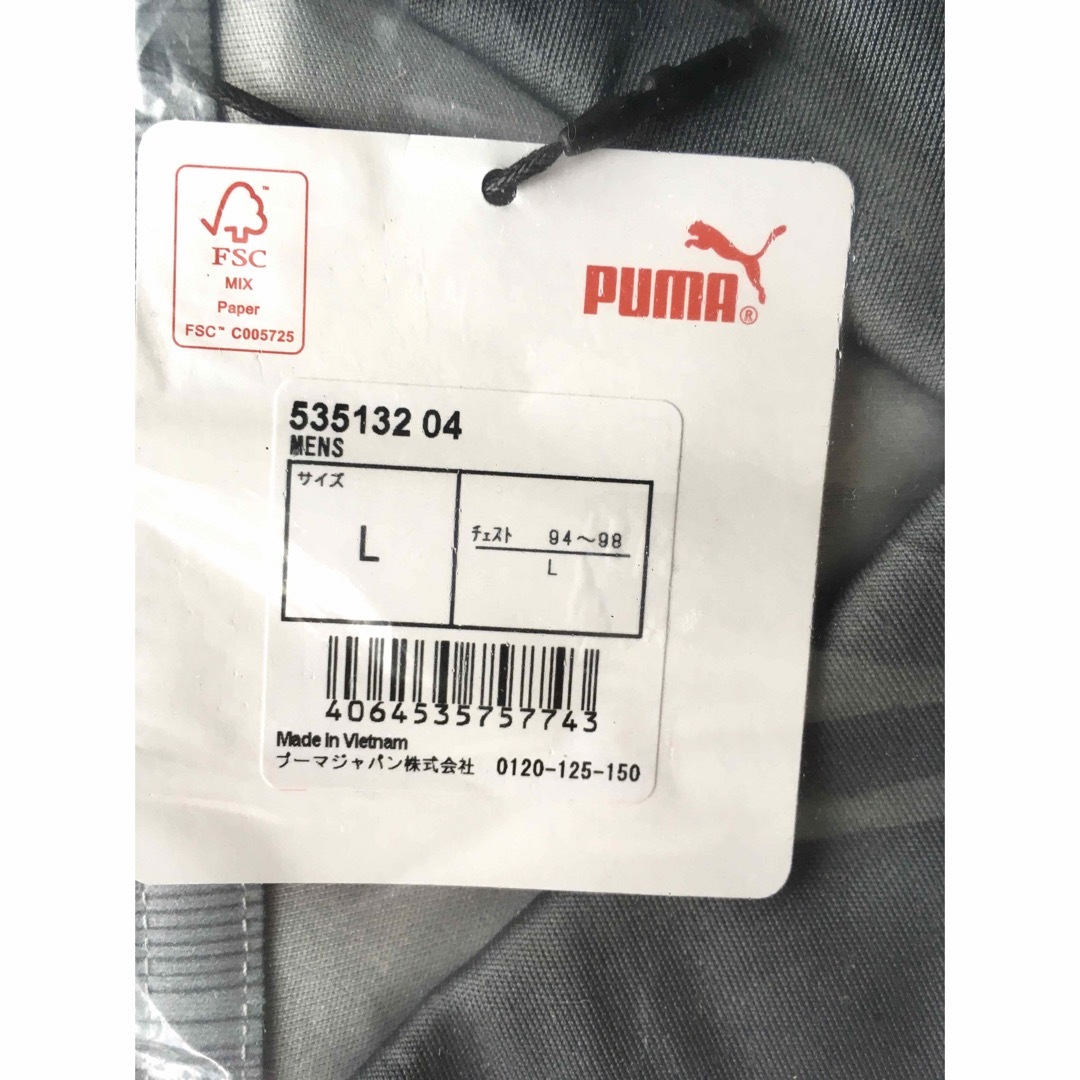 FSC™
MIX
Paper
FSC™ C005725
PUMA®
535132 04
MENS
サイズ
L
チェスト 94～98
L
4064535757743
Made in Vietnam
プーマジャパン株式会社 0120-125-150